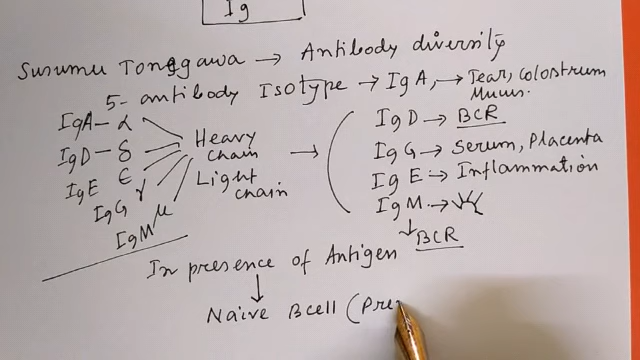 Ig
Susumu Tonegawa → Antibody diversity
5- antibody Isotype → IgA, → Tear, colostrum
Mucus.
IgA - α
IgD - δ
IgE ε
IgG γ
IgM μ
Heavy
chain
Light
chain
→
IgD → BCR
IgG → Serum, Placenta
IgE → Inflammation
IgM →
↓ BCR
In presence of Antigen
↓
Naive Bcell (Pre